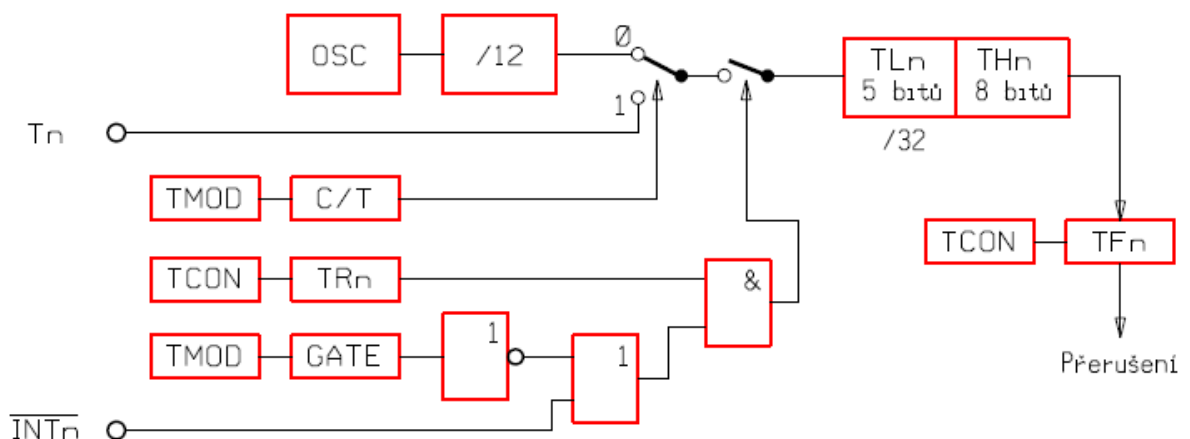 OSC
/12
0
1
TLn
5 bitů
THn
8 bitů
/32
Tn
TMOD
C/T
TCON
TRn
&
TCON
TFn
TMOD
GATE
1
1
Přerušení
INTn